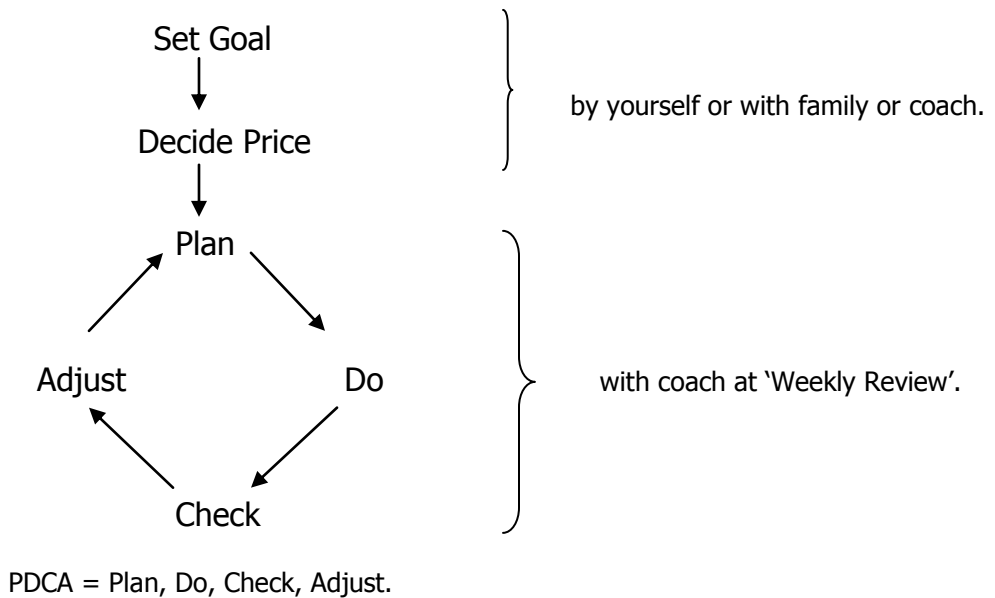 Set Goal
by yourself or with family or coach.
Decide Price
Plan
Adjust
Do
with coach at ‘Weekly Review’.
Check
PDCA = Plan, Do, Check, Adjust.